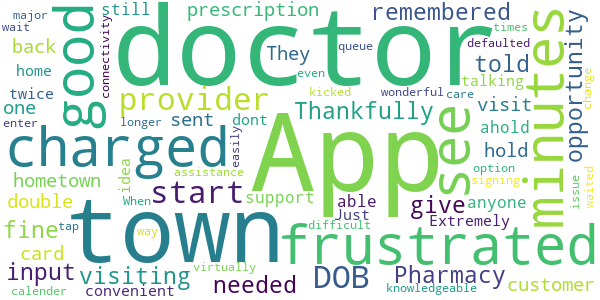 major still prescription remembered start
wait back doctor They queue times defaulted
home connectivity even told opportunity minutes
good twice provider kicked wonderful care talking change
one sent Thankfully see visit ahold
enter longer dont hold
charged App option waited
hometown idea easily assistance signing
double start support able give anyone issue
fine When town Just Extremely
tap way difficult frustrated
input card visiting virtually needed DOB Pharmacy customer
calender convenient knowledgeable